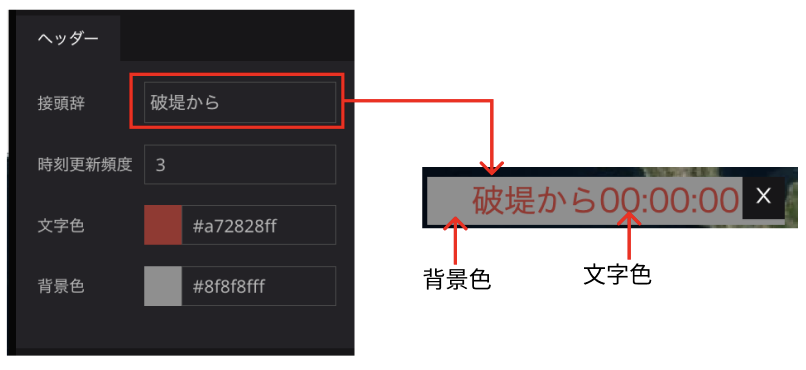 ヘッダー
接頭辞 破堤から
時刻更新頻度 3
文字色 #a72828ff
背景色 #8f8f8fff
破堤から00:00:00 X
背景色
文字色